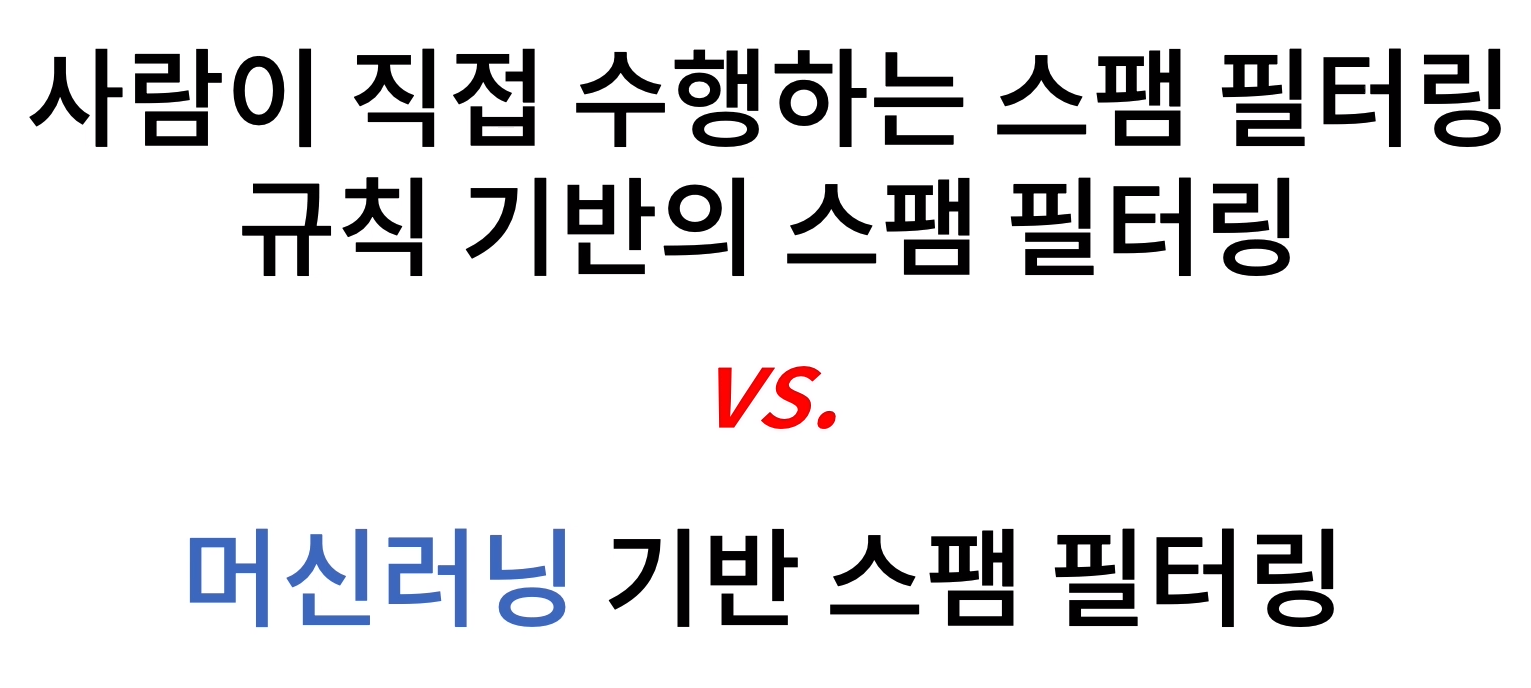 사람이 직접 수행하는 스팸 필터링
규칙 기반의 스팸 필터링
vs.
머신러닝 기반 스팸 필터링